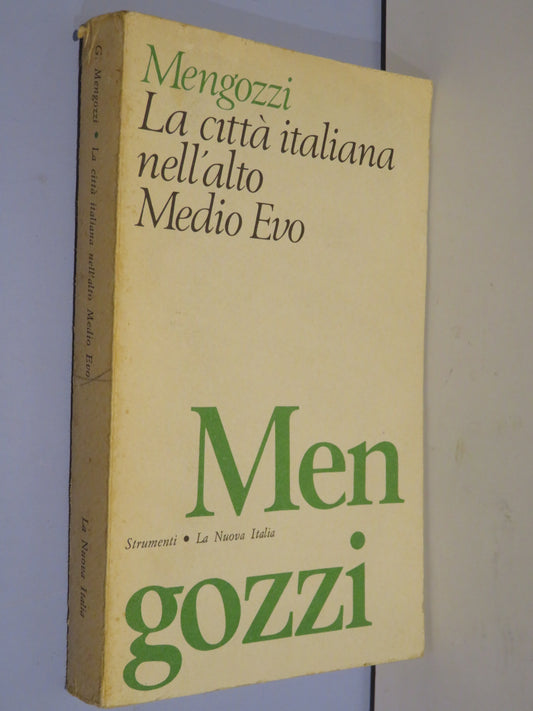 G. Mengozzi • La città italiana nell'alto Medio Evo
La Nuova Italia
Mengozzi
La città italiana
nell'alto
Medio Evo
Men
Strumenti • La Nuova Italia
gozzi